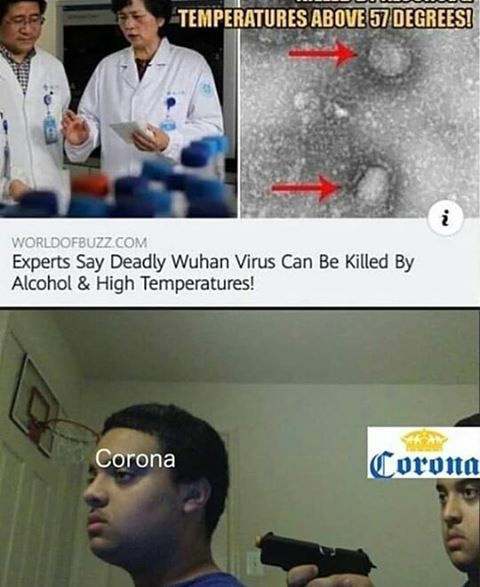 TEMPERATURES ABOVE 57 DEGREES!
i
WORLDOFBUZZ.COM
Experts Say Deadly Wuhan Virus Can Be Killed By
Alcohol & High Temperatures!
Corona
Corona